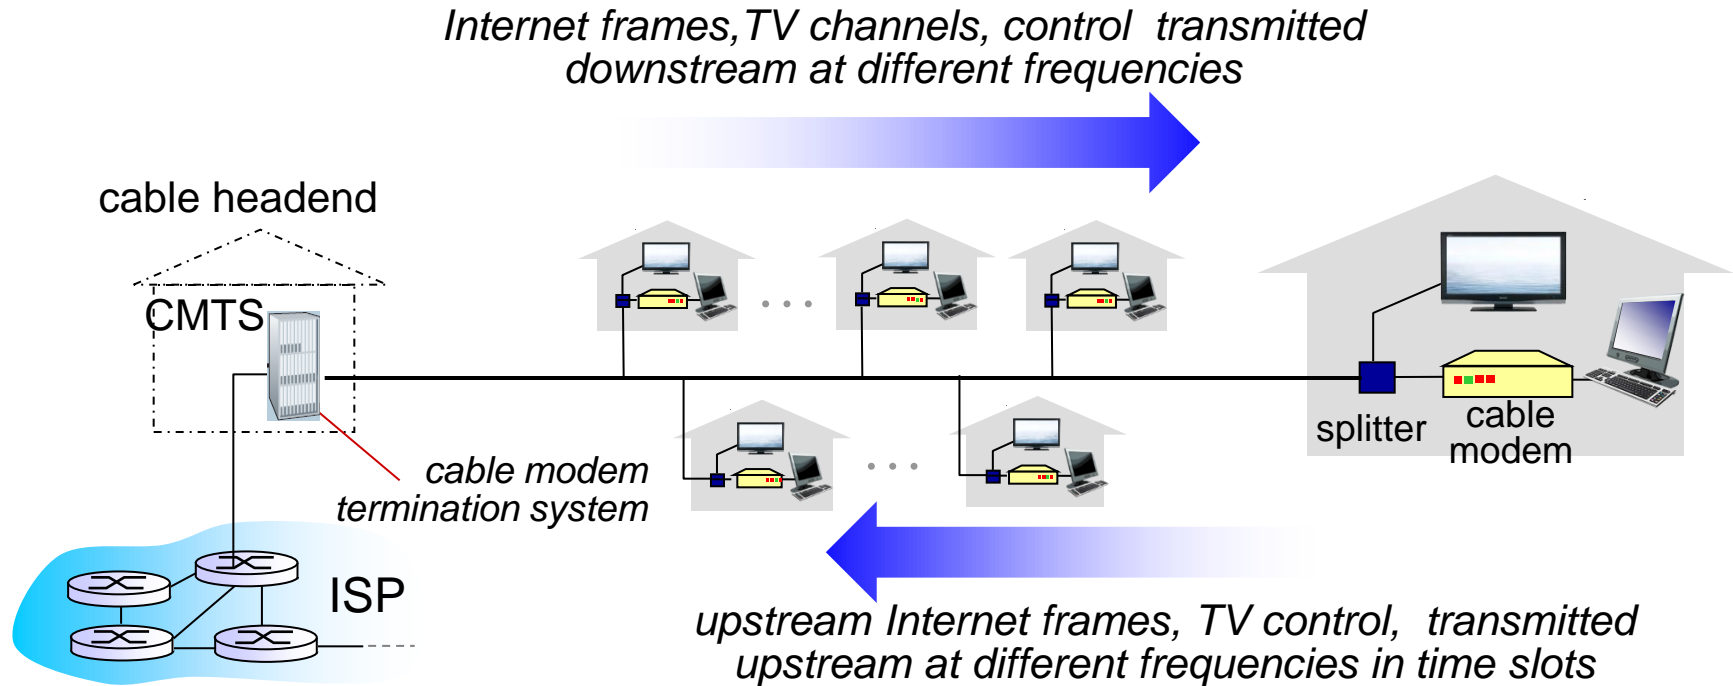 Internet frames,TV channels, control  transmitted
downstream at different frequencies
cable headend
CMTS
splitter
cable
modem
cable modem
termination system
ISP
upstream Internet frames, TV control,  transmitted
upstream at different frequencies in time slots